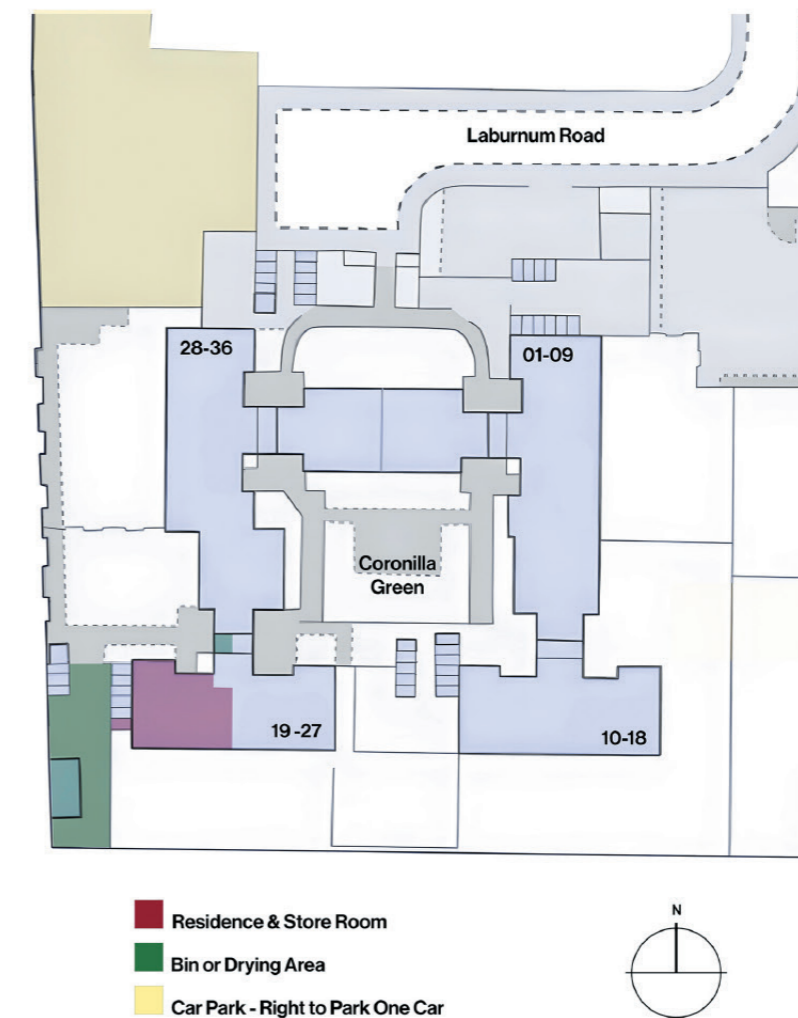 Laburnum Road
28-36
01-09
Coronilla
Green
19 -27
10-18
Residence & Store Room
N
Bin or Drying Area
Car Park - Right to Park One Car